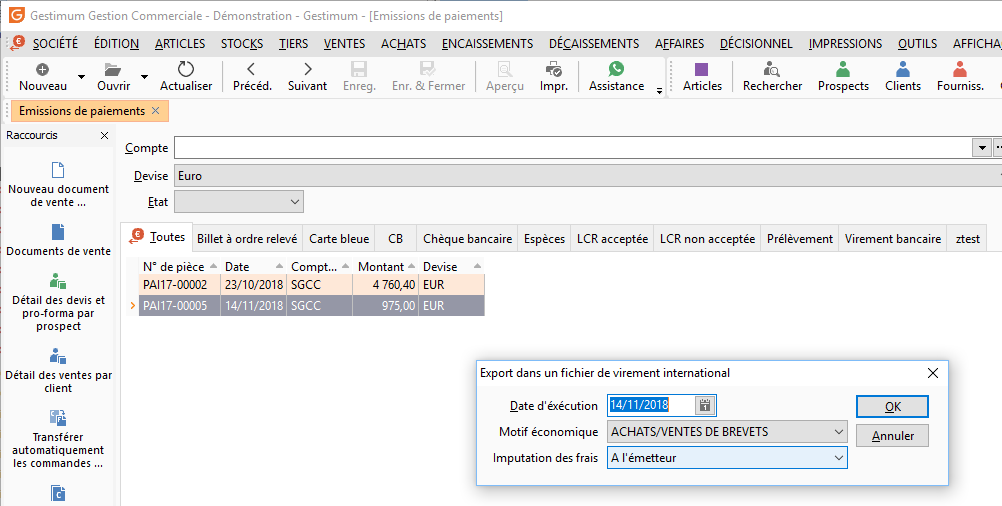 Gestimum Gestion Commerciale - Démonstration - Gestimum - [Emissions de paiements]
SOCIÉTÉ ÉDITION ARTICLES STOCKS TIERS VENTES ACHATS ENCAISSEMENTS DÉCAISSEMENTS AFFAIRES DÉCISIONNEL IMPRESSIONS OUTILS AFFICHA
Nouveau Ouvrir Actualiser Précéd. Suivant Enreg. Enr. & Fermer Aperçu Impr. Assistance Articles Rechercher Prospects Clients Fourniss.
Emissions de paiements
Raccourcis
Nouveau document
de vente ...
Documents de vente
Détail des devis et
pro-forma par
prospect
Détail des ventes par
client
Transférer
automatiquement
les commandes ...
Compte
Devise Euro
Etat
Toutes Billet à ordre relevé Carte bleue CB Chèque bancaire Espèces LCR acceptée LCR non acceptée Prélèvement Virement bancaire ztest
N° de pièce Date Compt... Montant Devise
PAI17-00002 23/10/2018 SGCC 4 760,40 EUR
PAI17-00005 14/11/2018 SGCC 975,00 EUR
Export dans un fichier de virement international
Date d'éxécution 14/11/2018 OK
Motif économique ACHATS/VENTES DE BREVETS Annuler
Imputation des frais A l'émetteur